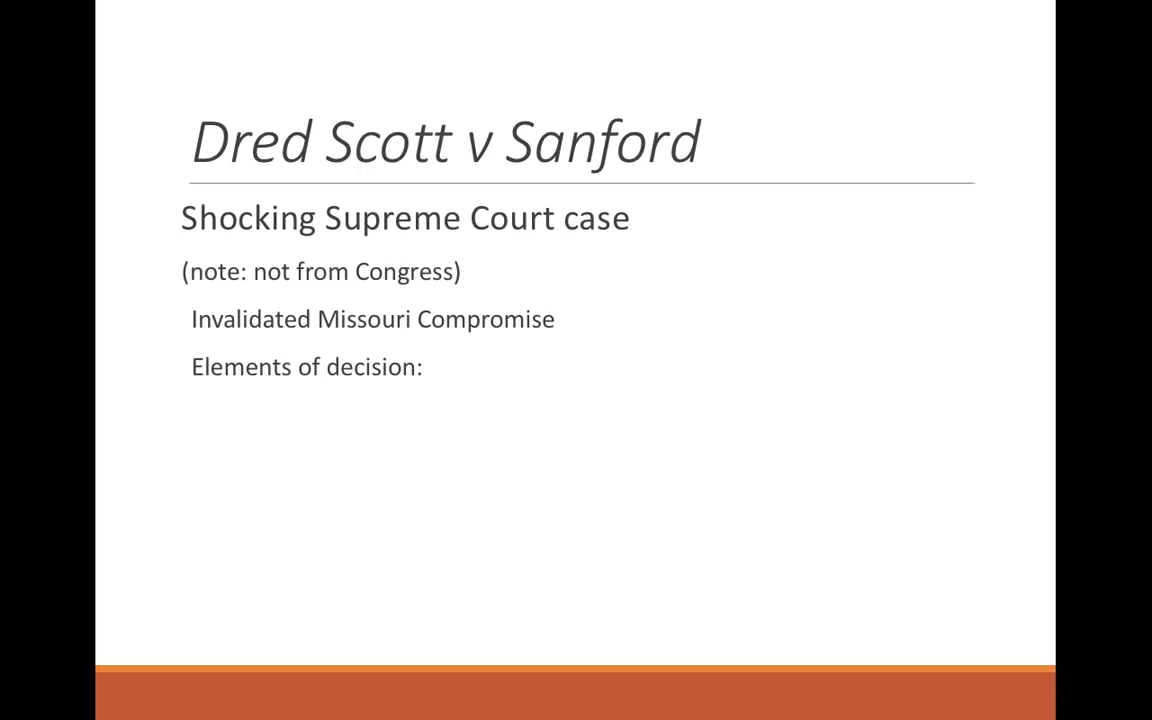 Dred Scott v Sanford
Shocking Supreme Court case
(note: not from Congress)
Invalidated Missouri Compromise
Elements of decision: